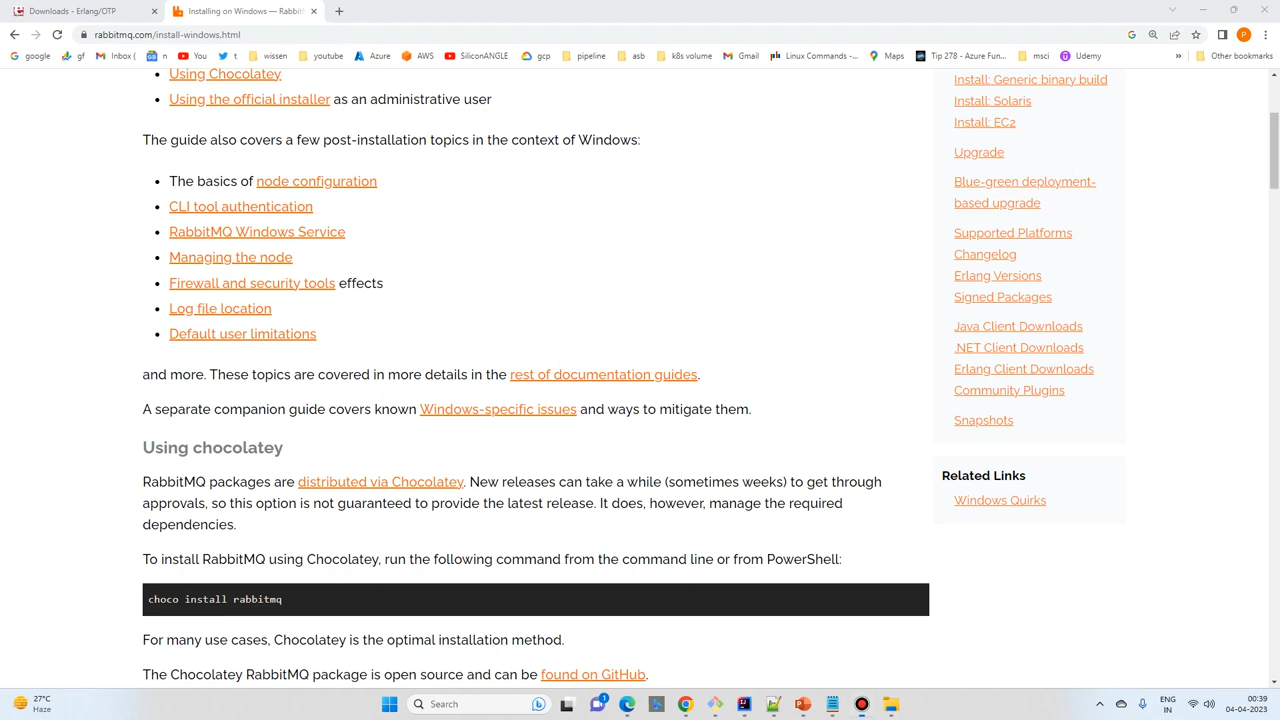 Downloads - Erlang/OTP
Installing on Windows — Rabbit
rabbitmq.com/install-windows.html
P
google
gf
Inbox (
n
You
t
wissen
youtube
Azure
AWS
SiliconANGLE
gcp
pipeline
asb
k8s volume
Gmail
Linux Commands -...
Maps
Tip 278 - Azure Fun...
msci
Udemy
»
Other bookmarks
Using Chocolatey
Using the official installer as an administrative user
The guide also covers a few post-installation topics in the context of Windows:
The basics of node configuration
CLI tool authentication
RabbitMQ Windows Service
Managing the node
Firewall and security tools effects
Log file location
Default user limitations
and more. These topics are covered in more details in the rest of documentation guides.
A separate companion guide covers known Windows-specific issues and ways to mitigate them.
Using chocolatey
RabbitMQ packages are distributed via Chocolatey. New releases can take a while (sometimes weeks) to get through
approvals, so this option is not guaranteed to provide the latest release. It does, however, manage the required
dependencies.
To install RabbitMQ using Chocolatey, run the following command from the command line or from PowerShell:
choco install rabbitmq
For many use cases, Chocolatey is the optimal installation method.
The Chocolatey RabbitMQ package is open source and can be found on GitHub.
Install: Generic binary build
Install: Solaris
Install: EC2
Upgrade
Blue-green deployment-
based upgrade
Supported Platforms
Changelog
Erlang Versions
Signed Packages
Java Client Downloads
.NET Client Downloads
Erlang Client Downloads
Community Plugins
Snapshots
Related Links
Windows Quirks
27°C
Haze
Search
1
ENG
IN
00:39
04-04-2023